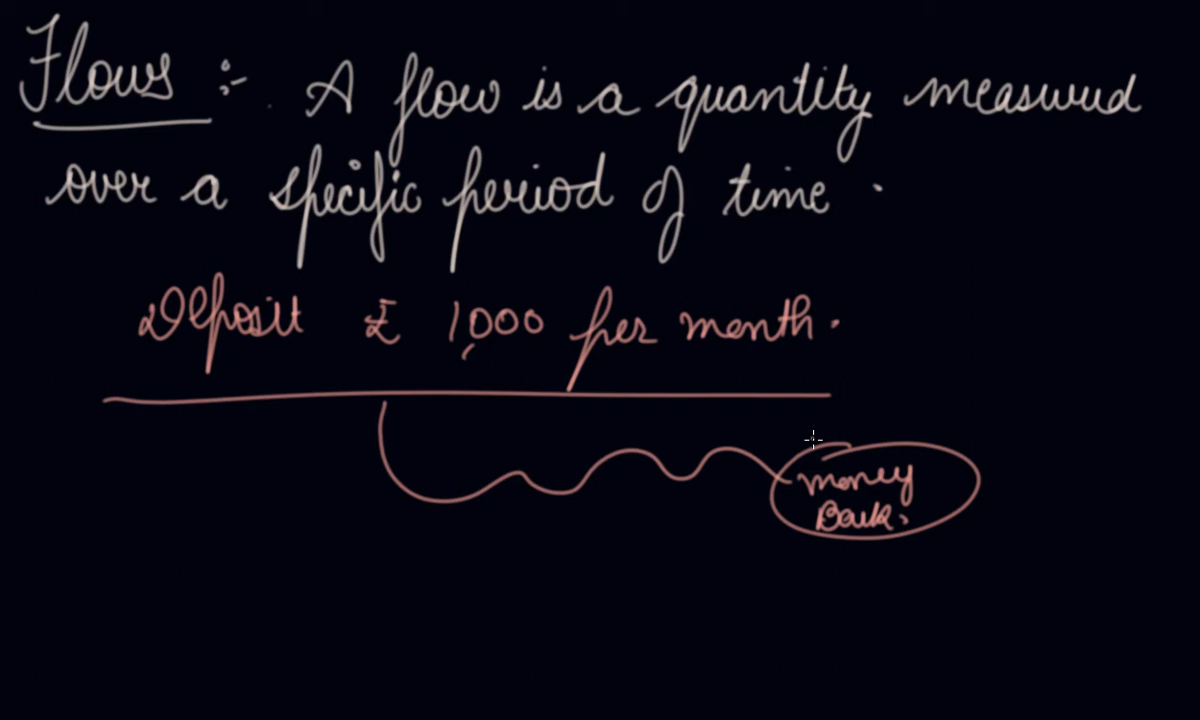 Flows :- A flow is a quantity measured
over a specific period of time.
Deposit £ 1,000 per month.
money
Bank.